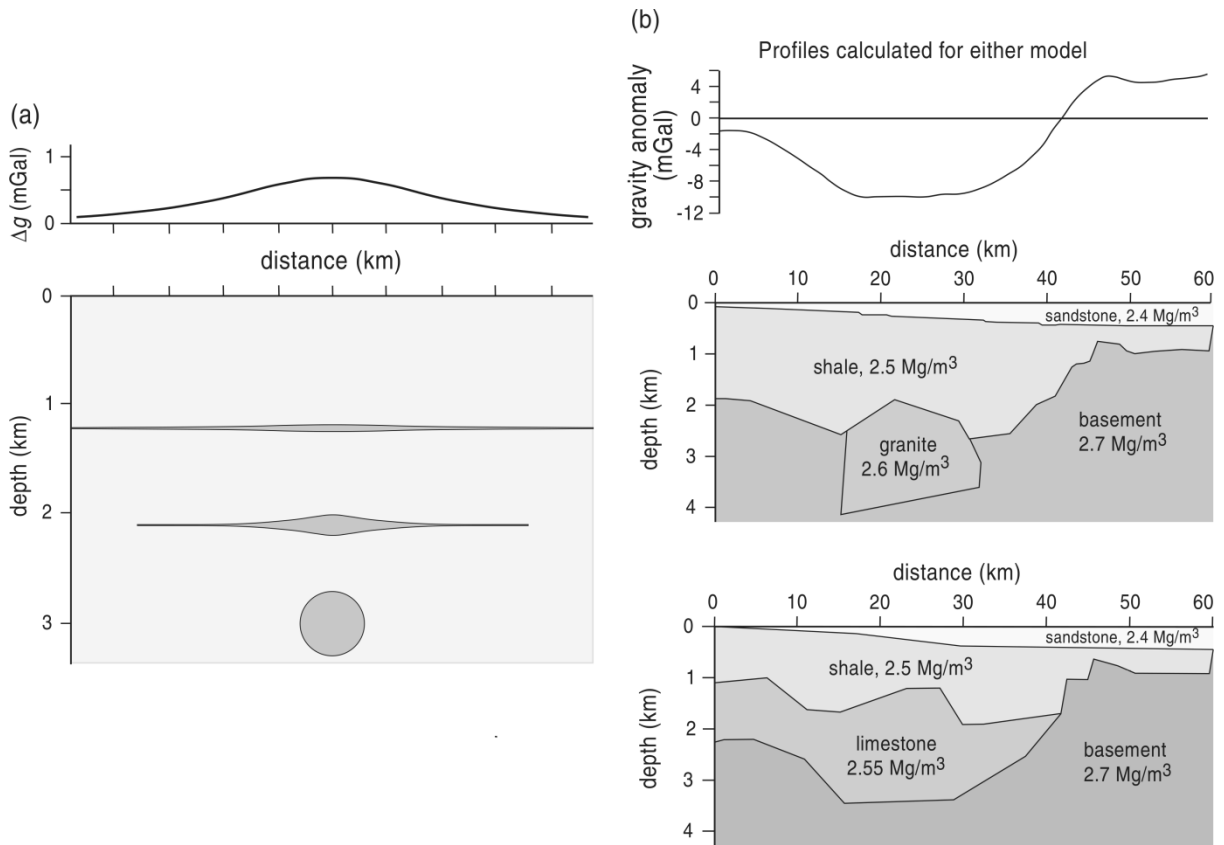 (a)
Δg (mGal)
1
0
distance (km)
0
1
2
3
depth (km)
(b)
Profiles calculated for either model
gravity anomaly
(mGal)
4
0
-4
-8
-12
distance (km)
0 10 20 30 40 50 60
0
1
2
3
4
depth (km)
sandstone, 2.4 Mg/m³
shale, 2.5 Mg/m³
granite
2.6 Mg/m³
basement
2.7 Mg/m³
distance (km)
0 10 20 30 40 50 60
0
1
2
3
4
depth (km)
sandstone, 2.4 Mg/m³
shale, 2.5 Mg/m³
limestone
2.55 Mg/m³
basement
2.7 Mg/m³